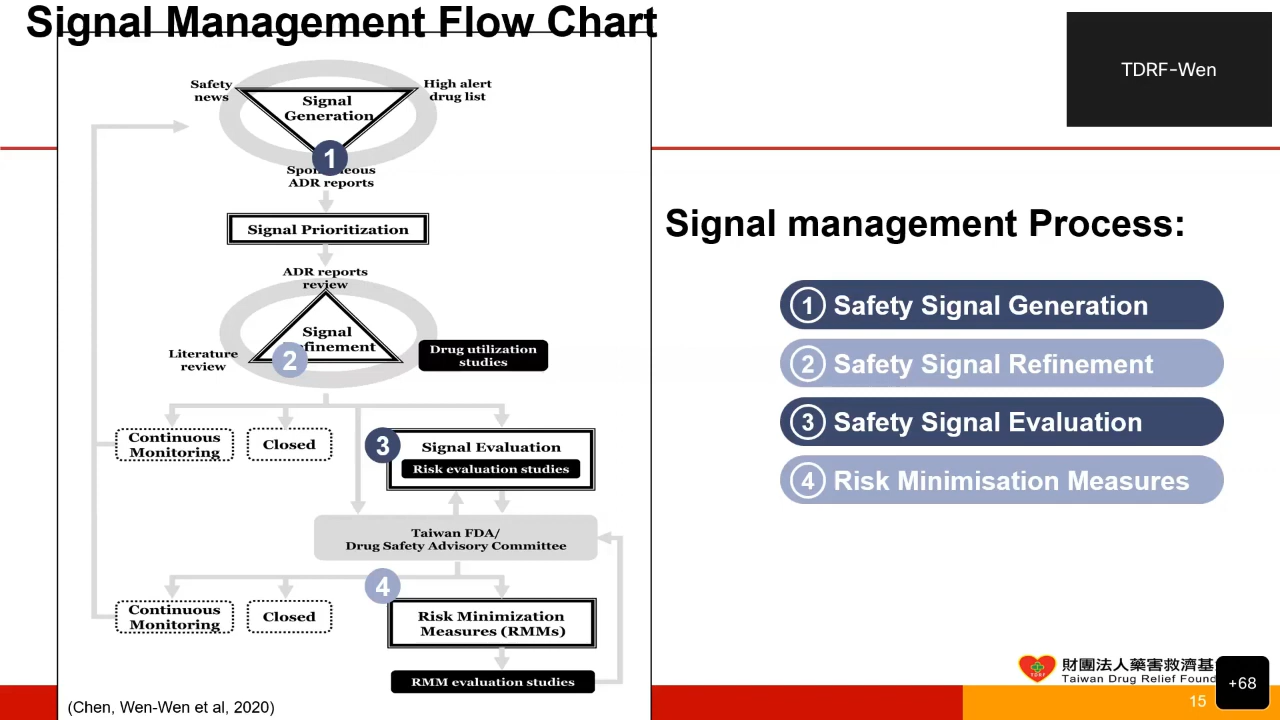 Signal Management Flow Chart
TDRF-Wen
Safety
news
High alert
drug list
Signal
Generation
1
ADR reports
Signal Prioritization
ADR reports
review
Signal
2
Literature
review
Drug utilization
studies
Continuous
Monitoring
Closed
3
Signal Evaluation
Risk evaluation studies
Taiwan FDA/
Drug Safety Advisory Committee
4
Continuous
Monitoring
Closed
Risk Minimization
Measures (RMMs)
RMM evaluation studies
(Chen, Wen-Wen et al, 2020)
Signal management Process:
1 Safety Signal Generation
2 Safety Signal Refinement
3 Safety Signal Evaluation
4 Risk Minimisation Measures
TDRF
財團法人藥害救濟基
Taiwan Drug Relief Found
15
+68